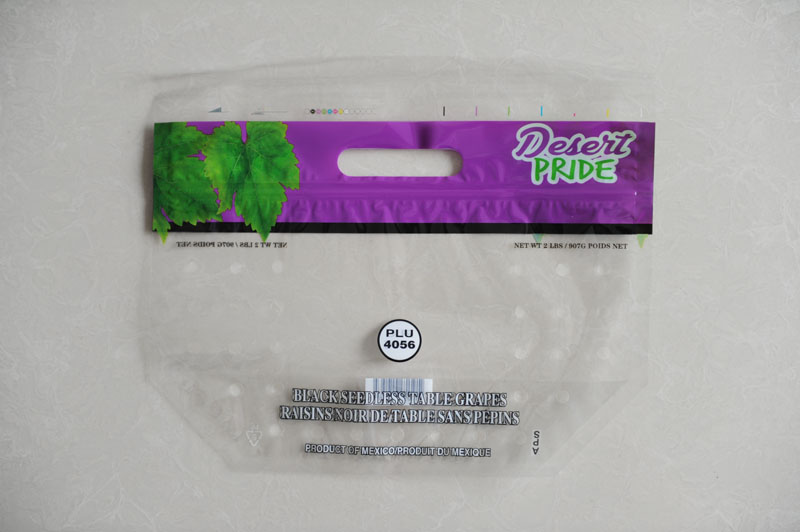 Desert
PRIDE
NET WT 2 LBS / 907G POIDS NET
NET WT 2 LBS / 907G POIDS NET
PLU
4056
BLACK SEEDLESS TABLE GRAPES
RAISINS NOIR DE TABLE SANS PEPINS
PRODUCT OF MEXICO/PRODUIT DU MEXIQUE
APS